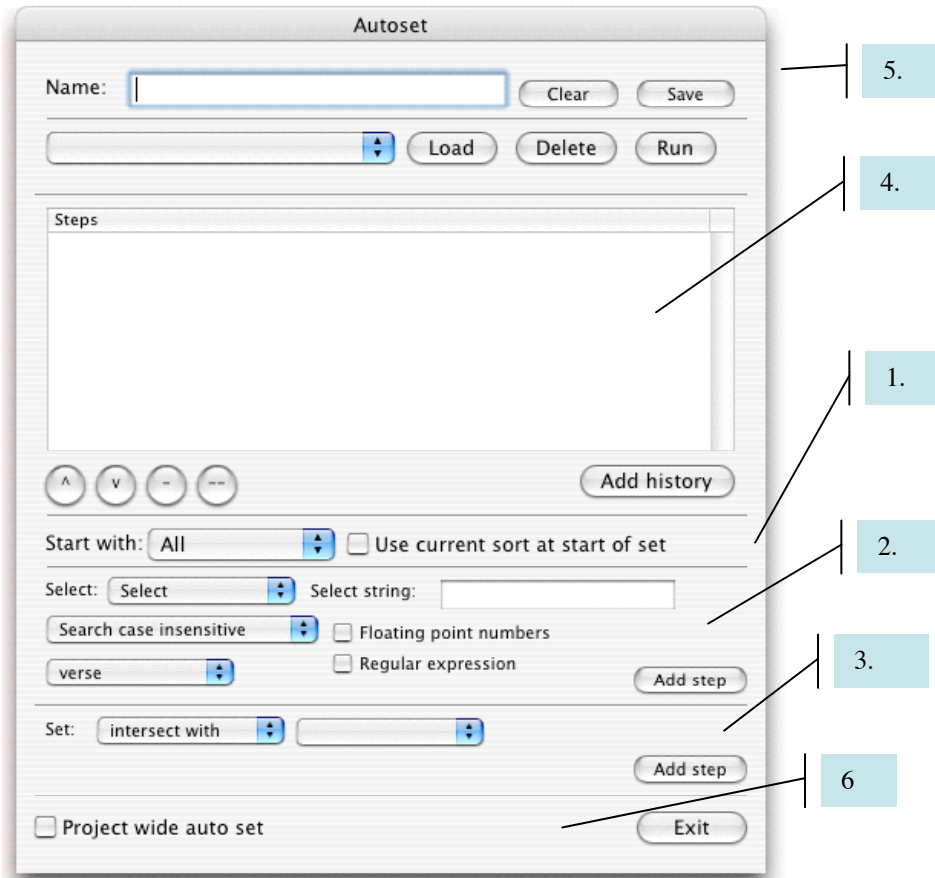 Autoset
Name: Clear Save
5.
Load Delete Run
4.
Steps
1.
^ v - -- Add history
Start with: All Use current sort at start of set
2.
Select: Select Select string:
Search case insensitive Floating point numbers
verse Regular expression
3.
Add step
Set: intersect with
Add step
6
Project wide auto set Exit